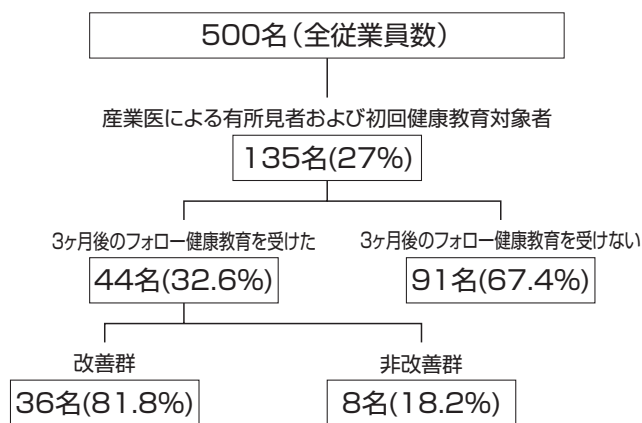 500名（全従業員数）
産業医による有所見者および初回健康教育対象者
135名(27%)
3ヶ月後のフォロー健康教育を受けた
3ヶ月後のフォロー健康教育を受けない
44名(32.6%)
91名(67.4%)
改善群
非改善群
36名(81.8%)
8名(18.2%)